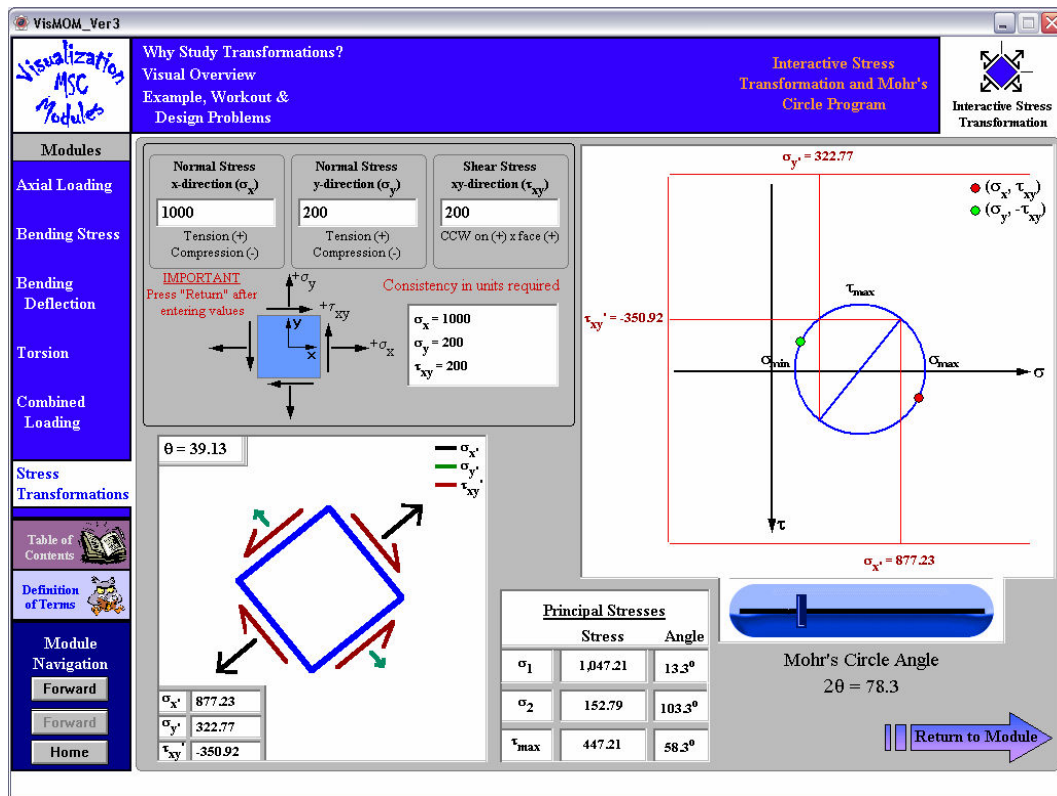 VisMOM_Ver3
Visualization
MSC
Modules
Why Study Transformations?
Visual Overview
Example, Workout &
Design Problems
Interactive Stress
Transformation and Mohr's
Circle Program
Interactive Stress
Transformation
Modules
Axial Loading
Bending Stress
Bending
Deflection
Torsion
Combined
Loading
Stress
Transformations
Table of
Contents
Definition
of Terms
Module
Navigation
Forward
Forward
Home
Normal Stress
x-direction (σx)
1000
Tension (+)
Compression (-)
Normal Stress
y-direction (σy)
200
Tension (+)
Compression (-)
Shear Stress
xy-direction (τxy)
200
CCW on (+) x face (+)
IMPORTANT
Press "Return" after
entering values
+σy
+τxy
+σx
y
x
Consistency in units required
σx = 1000
σy = 200
τxy = 200
θ = 39.13
σx'
σy'
τxy'
σx' 877.23
σy' 322.77
τxy' -350.92
σy' = 322.77
(σx, τxy)
(σy, -τxy)
τmax
τxy' = -350.92
σmin
σmax
σ
τ
σx' = 877.23
Principal Stresses
Stress Angle
σ1 1,047.21 13.3º
σ2 152.79 103.3º
τmax 447.21 58.3º
Mohr's Circle Angle
2θ = 78.3
Return to Module